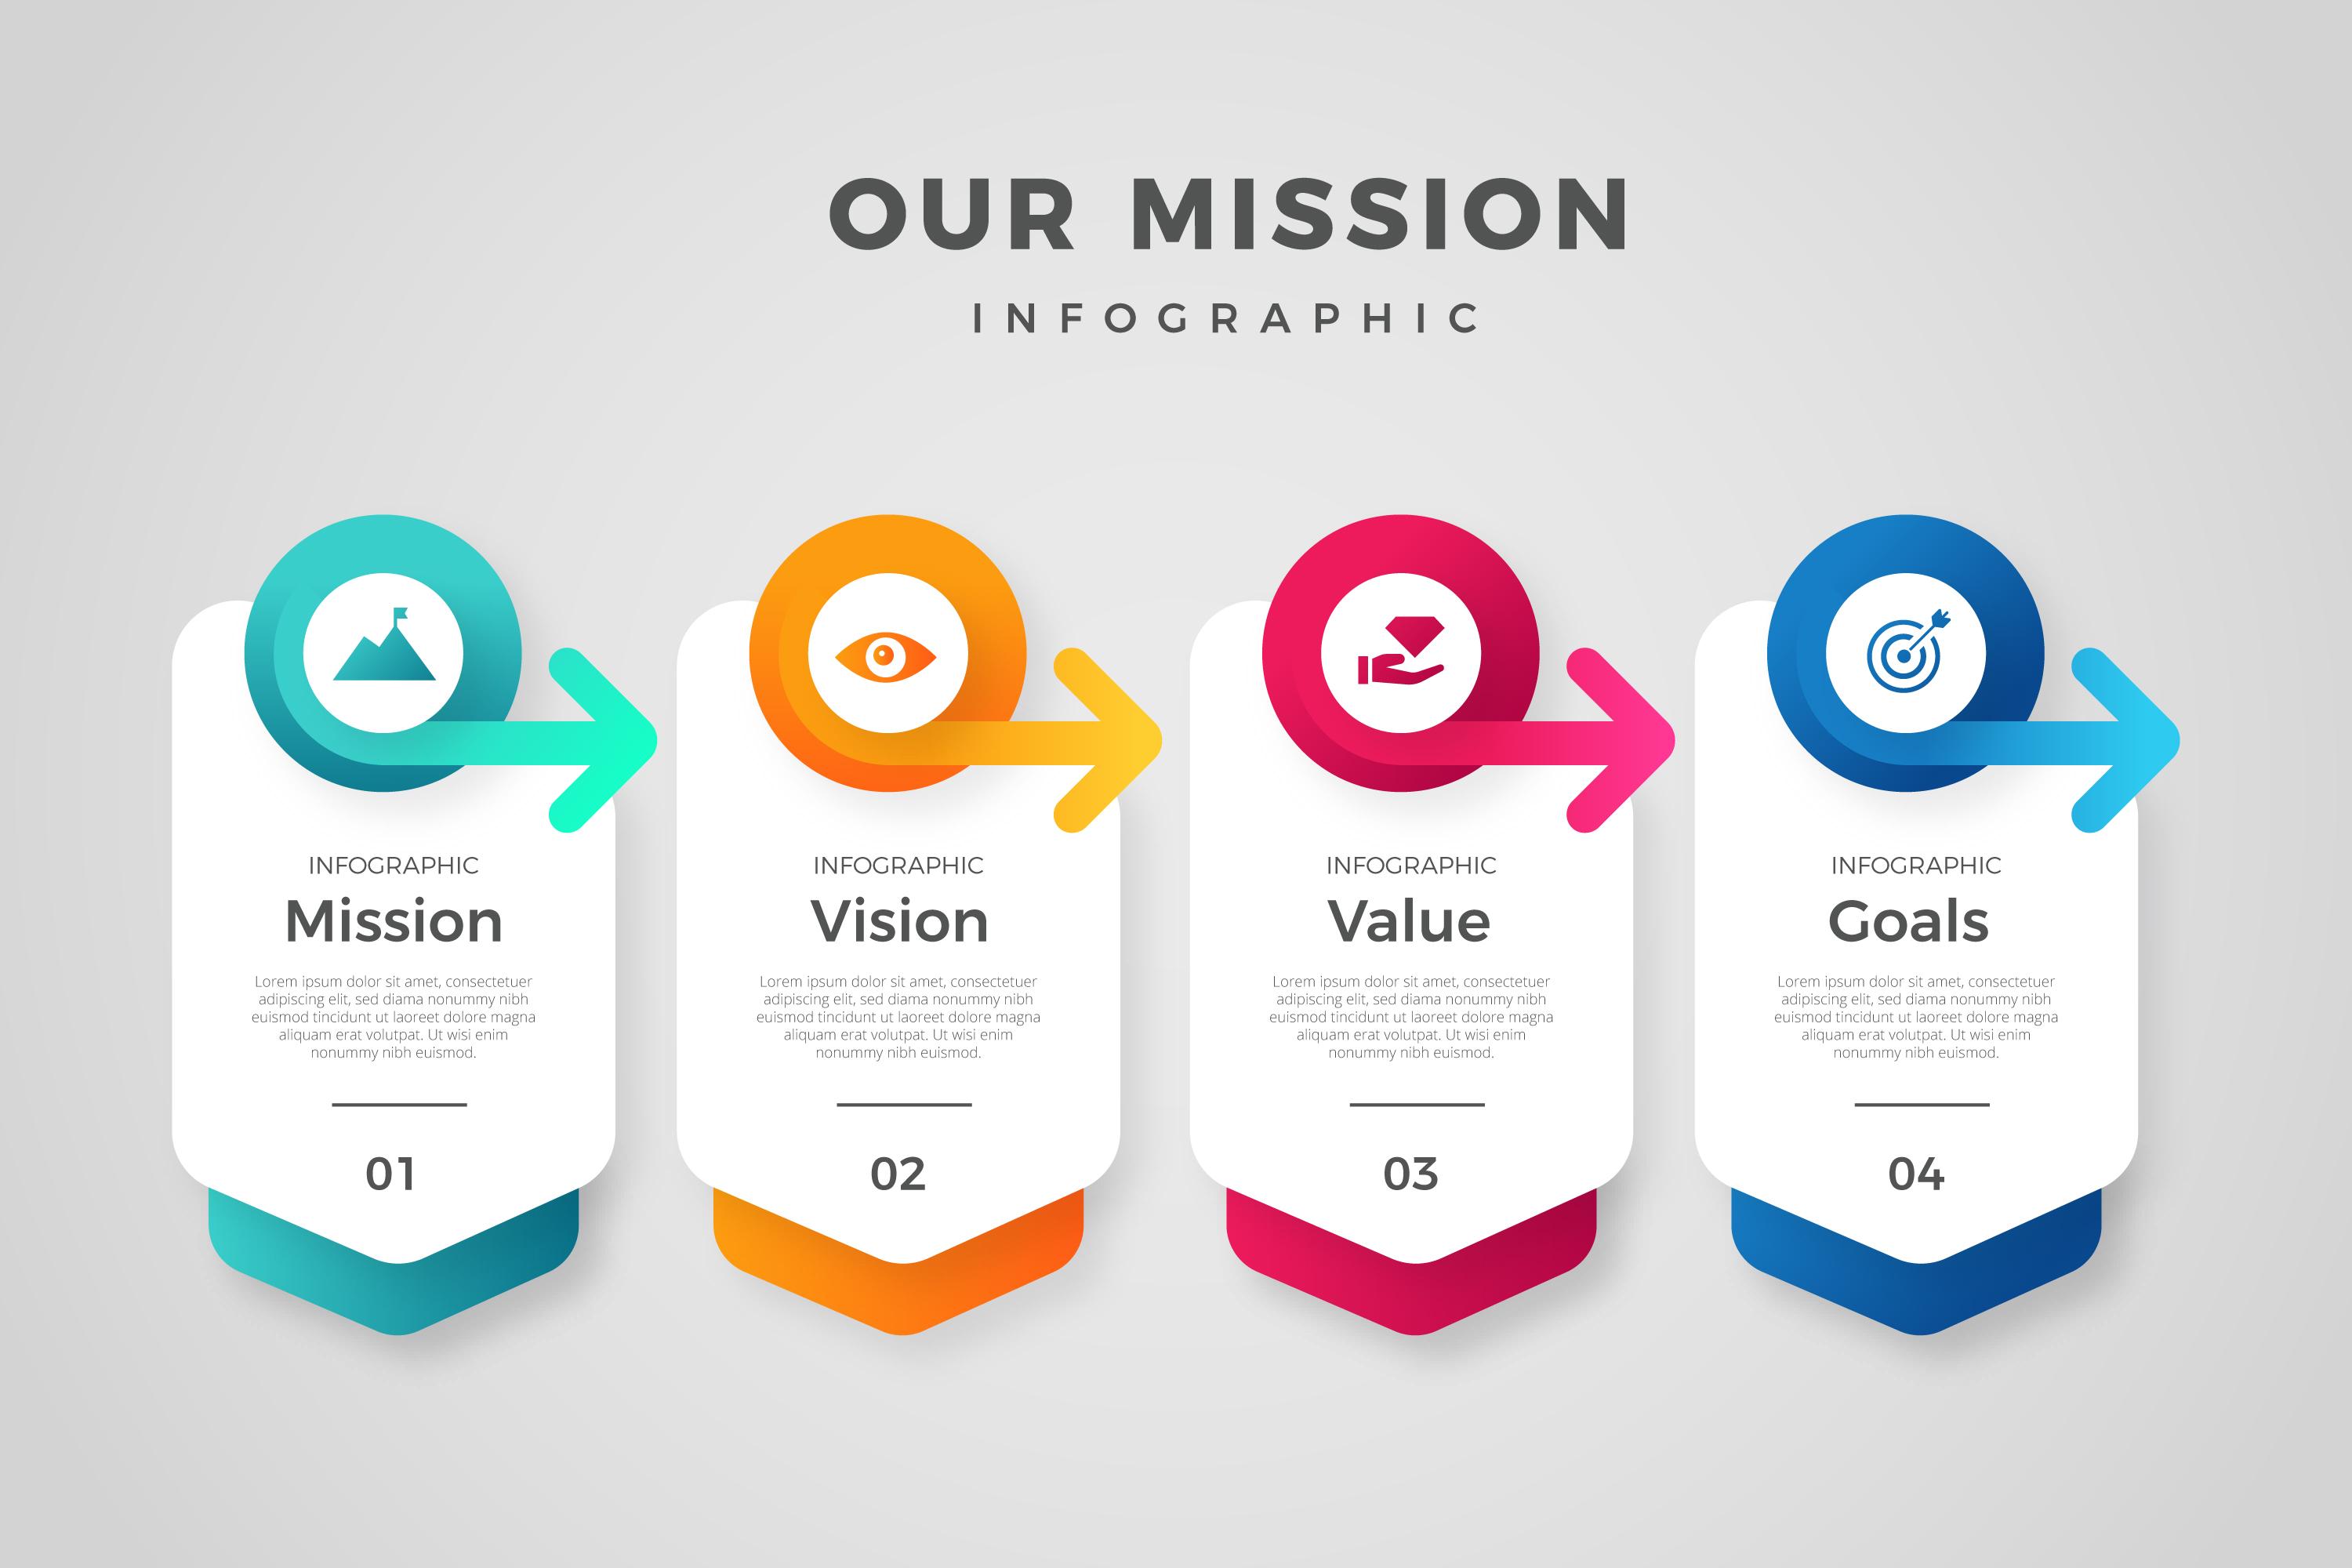 OUR MISSION
INFOGRAPHIC
INFOGRAPHIC
Mission
Lorem ipsum dolor sit amet, consectetuer
adipiscing elit, sed diama nonummy nibh
euismod tincidunt ut laoreet dolore magna
aliquam erat volutpat. Ut wisi enim
nonummy nibh euismod.
01
INFOGRAPHIC
Vision
Lorem ipsum dolor sit amet, consectetuer
adipiscing elit, sed diama nonummy nibh
euismod tincidunt ut laoreet dolore magna
aliquam erat volutpat. Ut wisi enim
nonummy nibh euismod.
02
INFOGRAPHIC
Value
Lorem ipsum dolor sit amet, consectetuer
adipiscing elit, sed diama nonummy nibh
euismod tincidunt ut laoreet dolore magna
aliquam erat volutpat. Ut wisi enim
nonummy nibh euismod.
03
INFOGRAPHIC
Goals
Lorem ipsum dolor sit amet, consectetuer
adipiscing elit, sed diama nonummy nibh
euismod tincidunt ut laoreet dolore magna
aliquam erat volutpat. Ut wisi enim
nonummy nibh euismod.
04